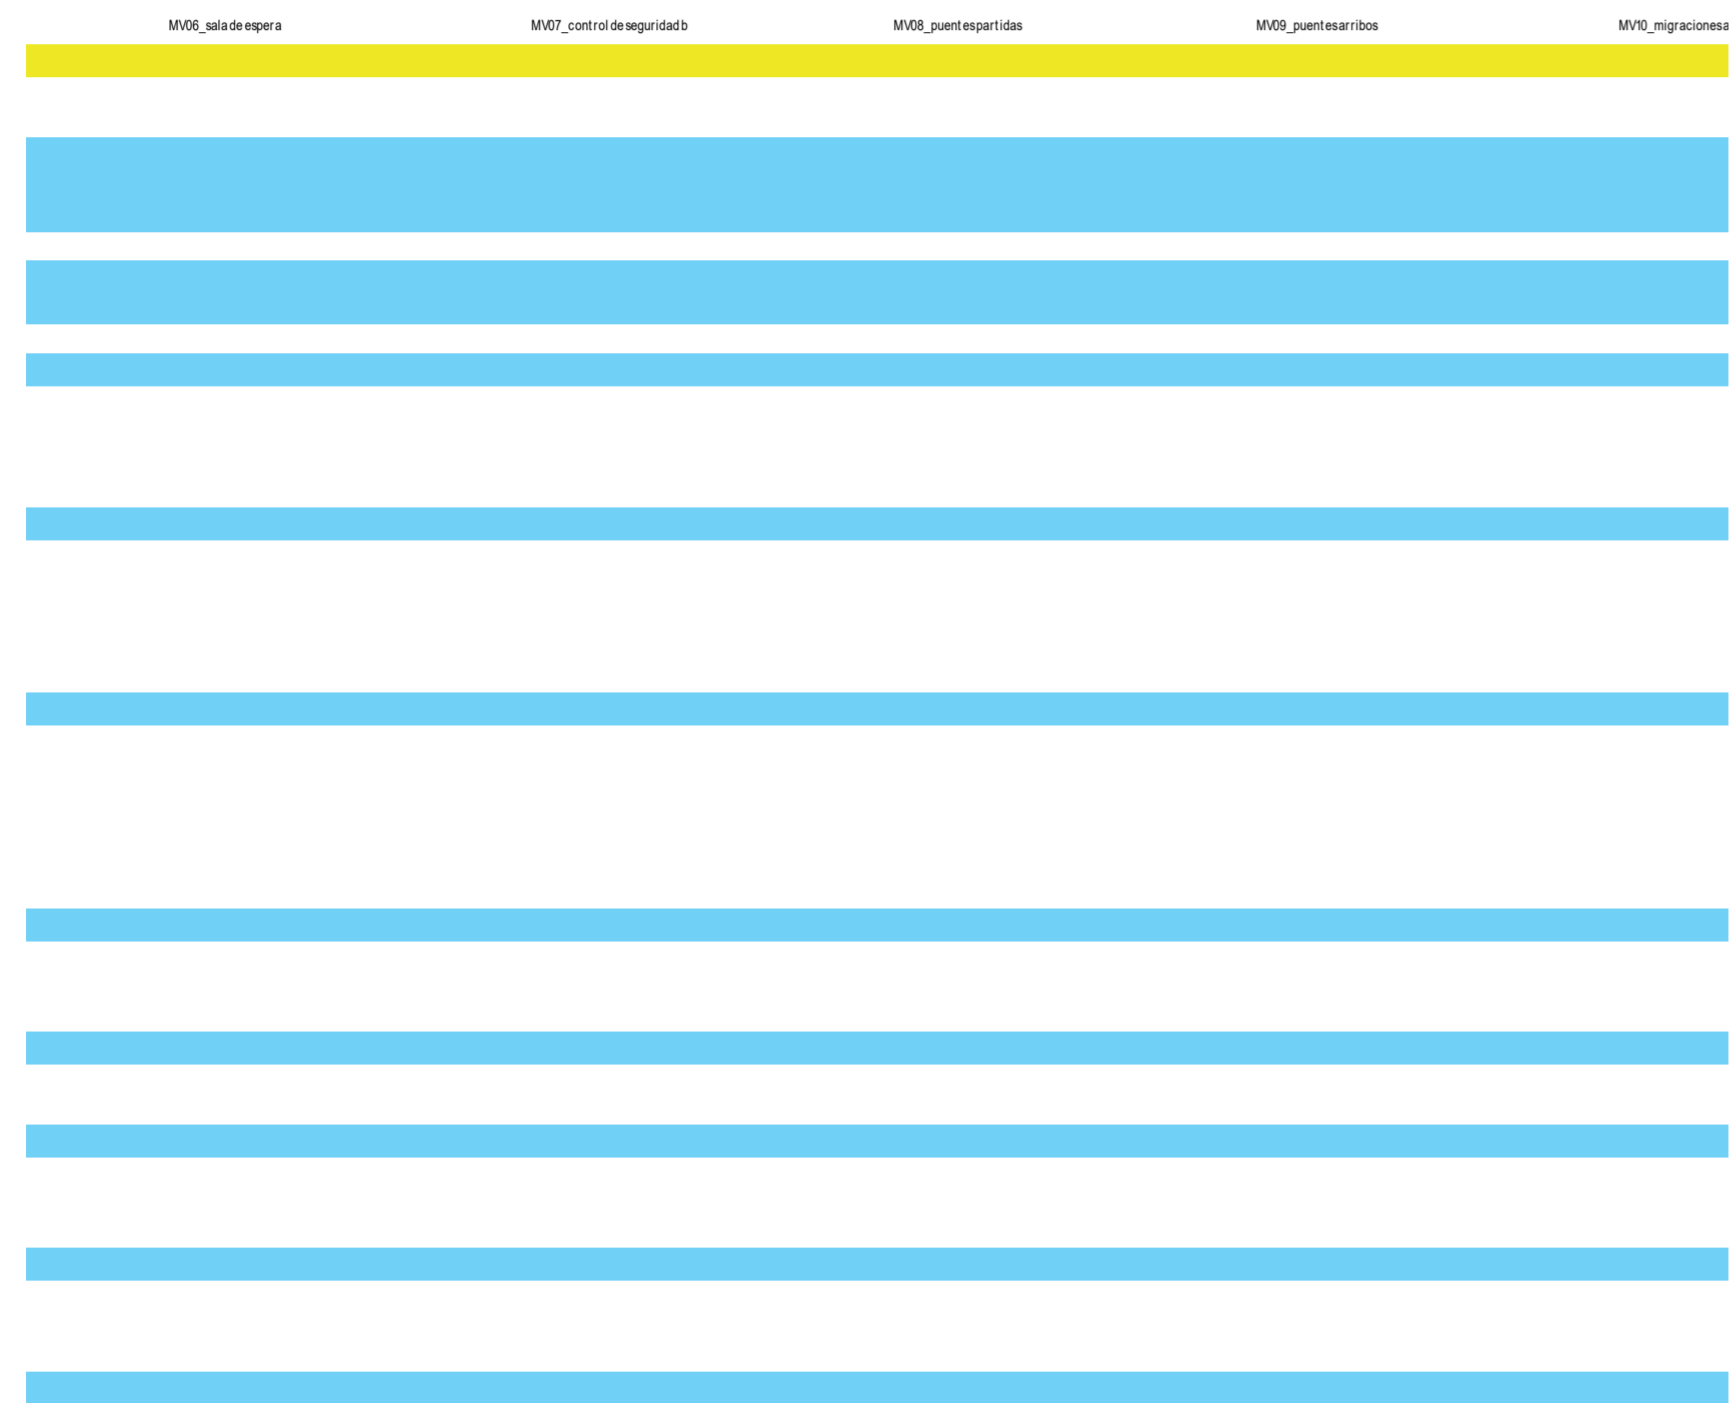 MV06_sala de espera MV07_control de seguridad b MV08_puentes partidas MV09_puentes arribos MV10_migraciones a